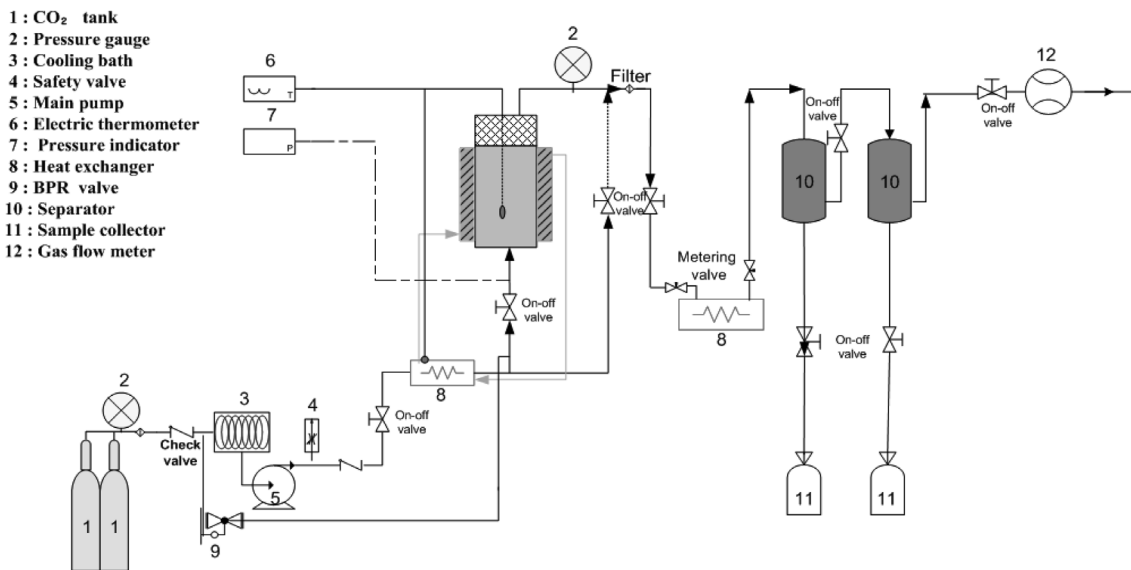 1 : CO₂ tank
2 : Pressure gauge
3 : Cooling bath
4 : Safety valve
5 : Main pump
6 : Electric thermometer
7 : Pressure indicator
8 : Heat exchanger
9 : BPR valve
10 : Separator
11 : Sample collector
12 : Gas flow meter
6
T
7
P
2
Filter
12
On-off
valve
On-off
valve
10
10
On-off
valve
Metering
valve
8
On-off
valve
On-off
valve
8
2
3
4
On-off
valve
Check
valve
5
1
1
9
11
11